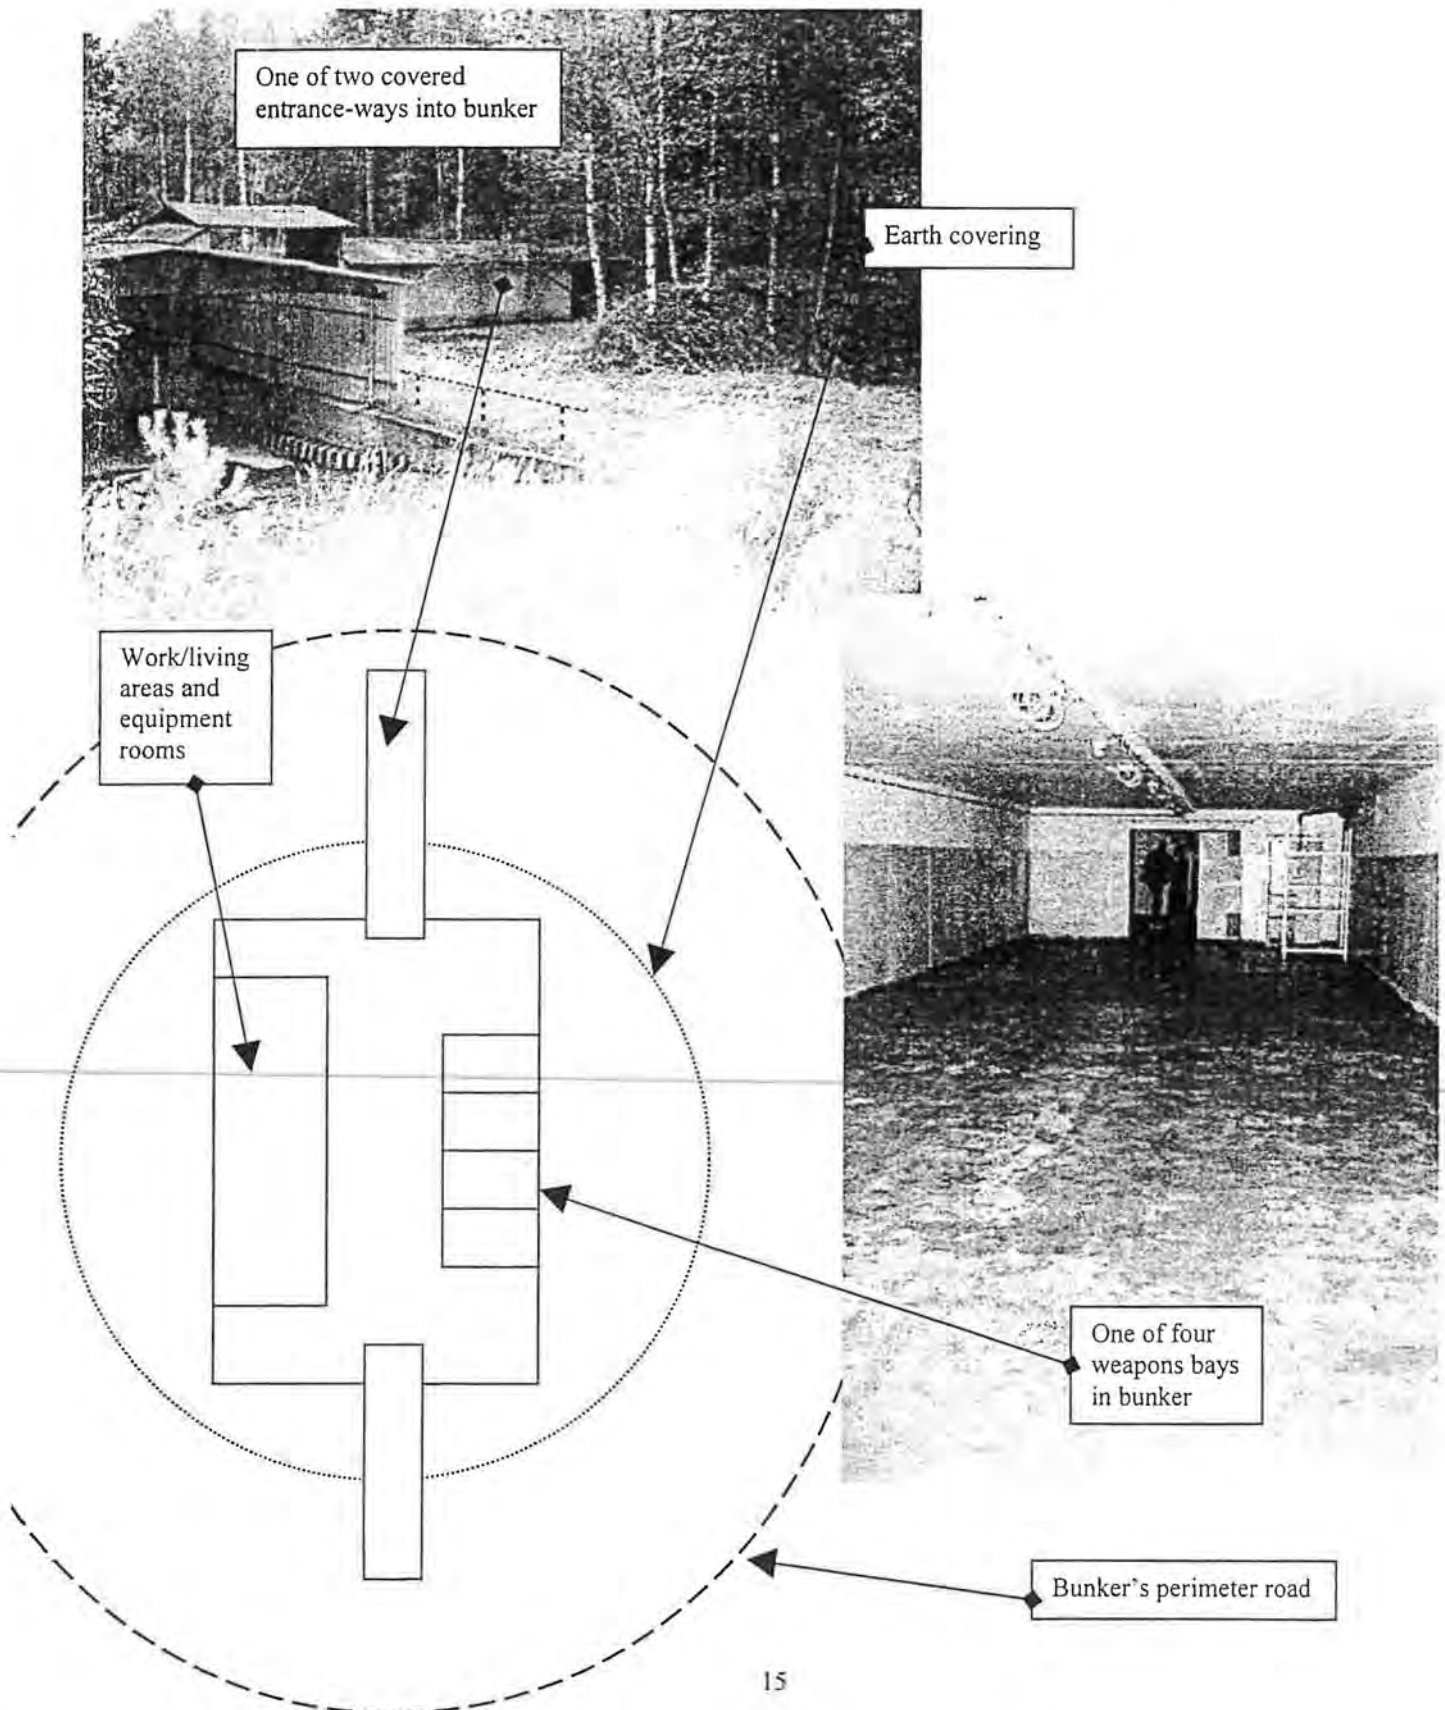 One of two covered
entrance-ways into bunker
Earth covering
Work/living
areas and
equipment
rooms
One of four
weapons bays
in bunker
Bunker's perimeter road
15